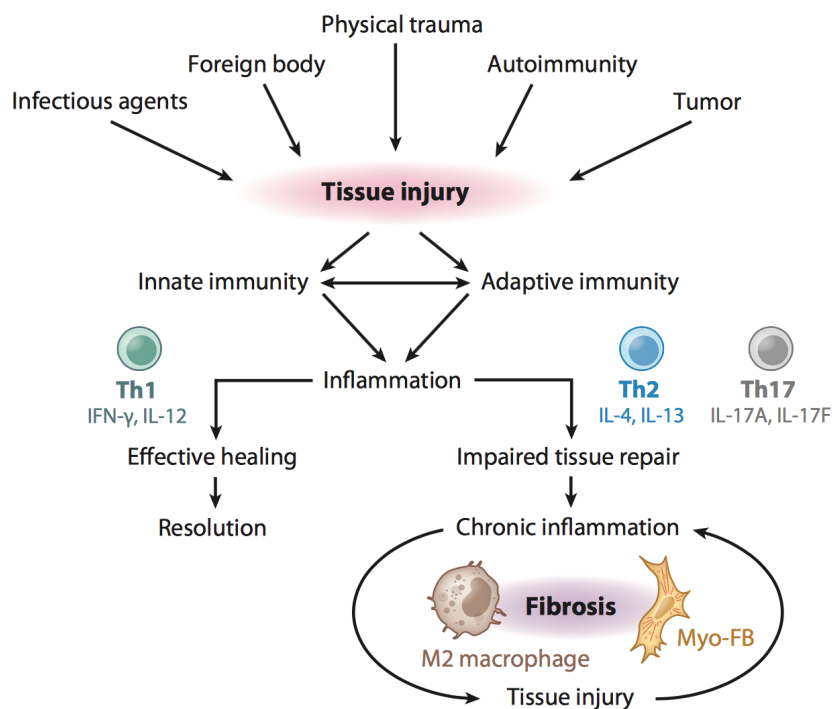 Physical trauma
Foreign body
Autoimmunity
Infectious agents
Tumor
Tissue injury
Innate immunity
Adaptive immunity
Inflammation
Th1
IFN-γ, IL-12
Th2
IL-4, IL-13
Th17
IL-17A, IL-17F
Effective healing
Impaired tissue repair
Resolution
Chronic inflammation
Fibrosis
Myo-FB
M2 macrophage
Tissue injury